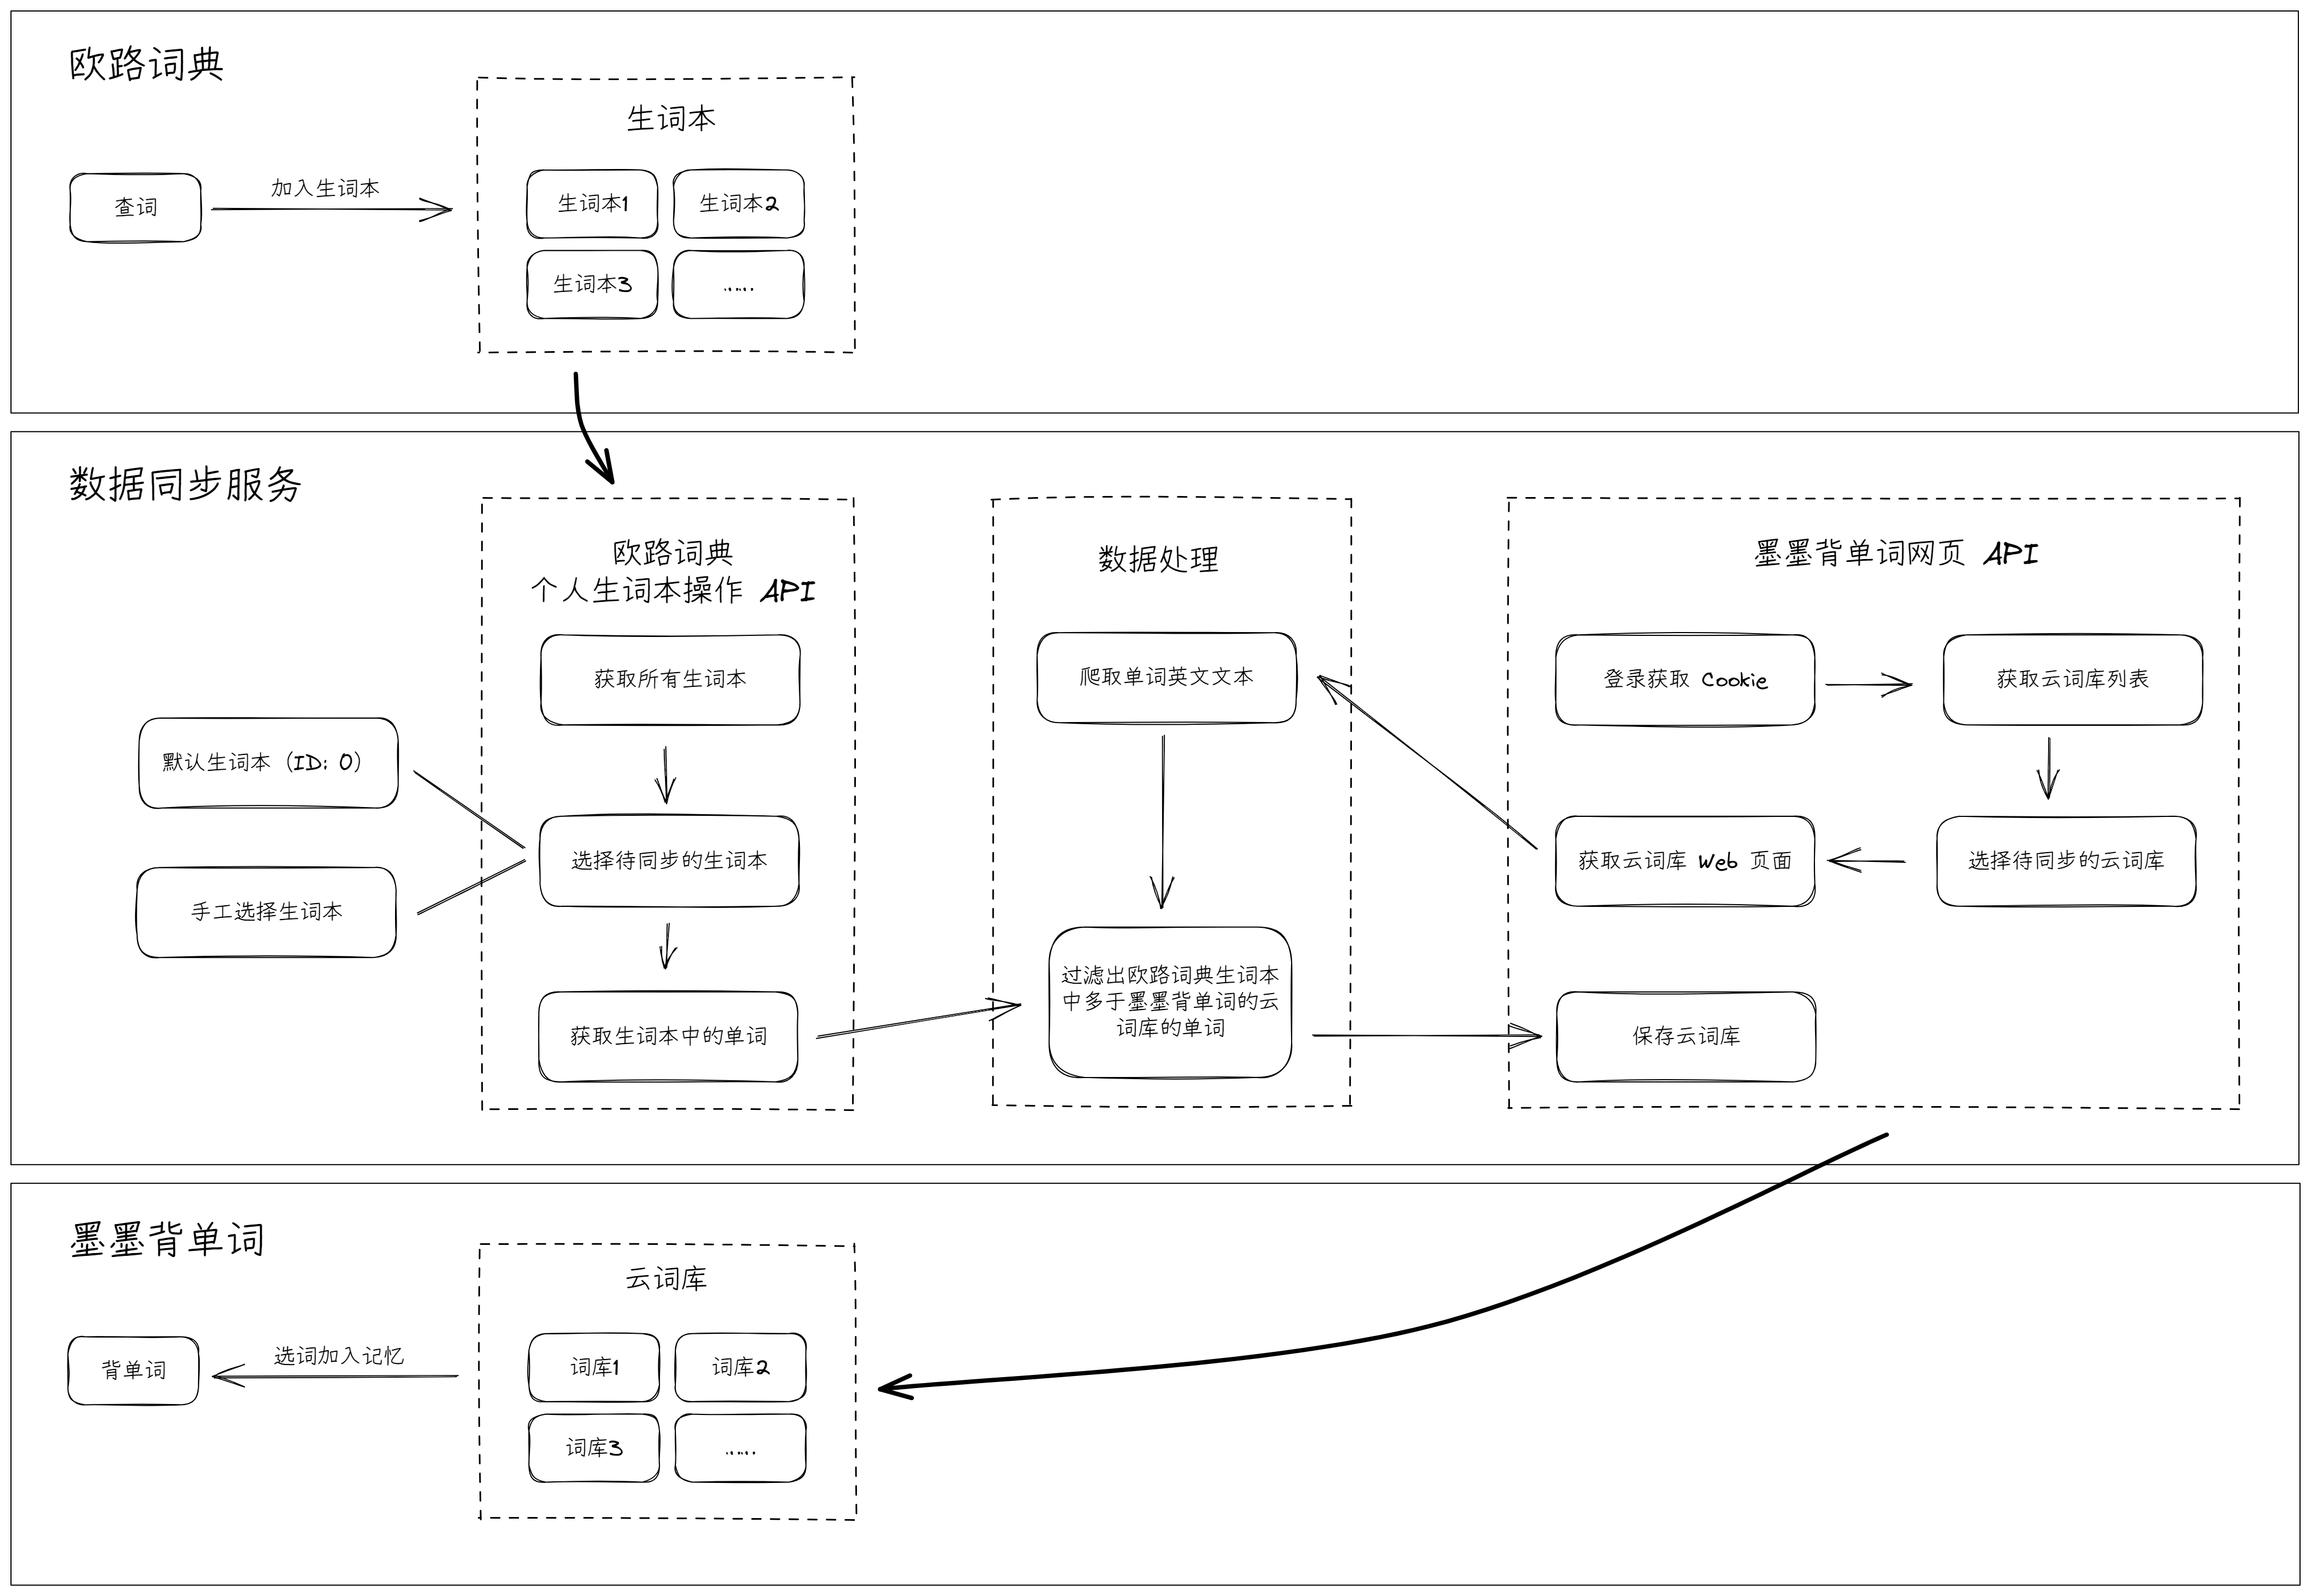 欧路词典
生词本
查词
加入生词本
生词本1
生词本2
生词本3
……
数据同步服务
欧路词典
个人生词本操作 API
获取所有生词本
默认生词本（ID: 0）
选择待同步的生词本
手工选择生词本
获取生词本中的单词
数据处理
爬取单词英文文本
过滤出欧路词典生词本
中多于墨墨背单词的云
词库的单词
墨墨背单词网页 API
登录获取 Cookie
获取云词库列表
获取云词库 Web 页面
选择待同步的云词库
保存云词库
墨墨背单词
云词库
背单词
选词加入记忆
词库1
词库2
词库3
……